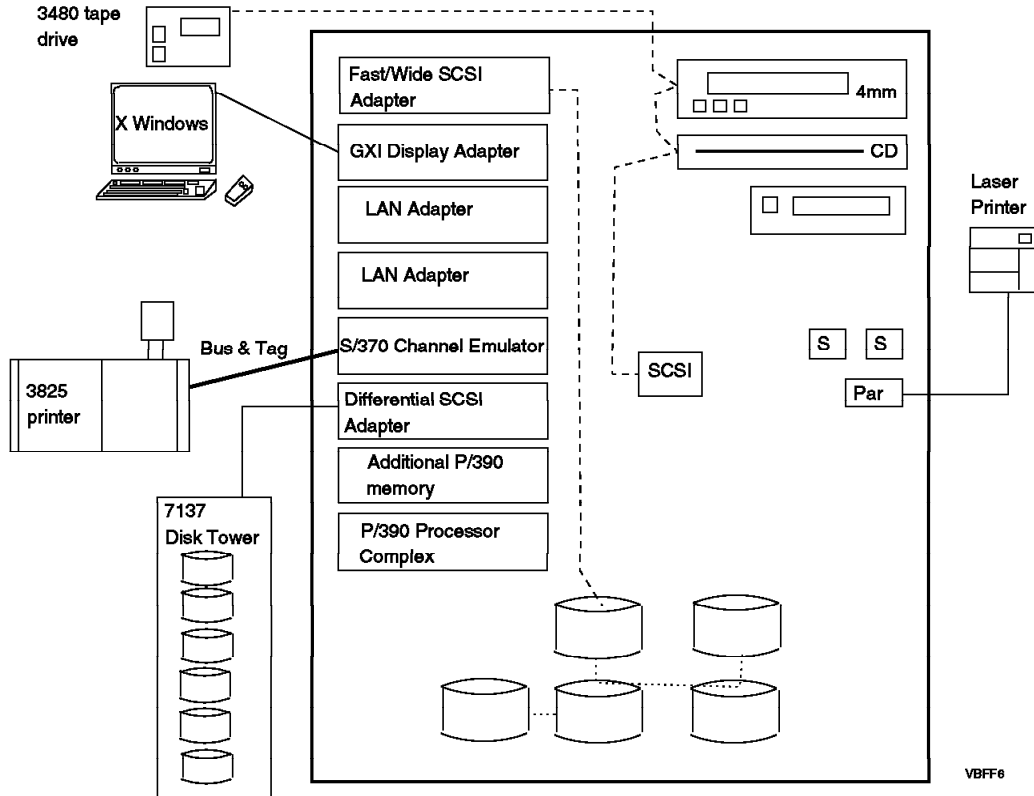 3480 tape
drive
X Windows
Fast/Wide SCSI
Adapter
GXI Display Adapter
LAN Adapter
LAN Adapter
S/370 Channel Emulator
Differential SCSI
Adapter
Additional P/390
memory
P/390 Processor
Complex
Bus & Tag
3825
printer
7137
Disk Tower
4mm
CD
SCSI
S
S
Par
Laser
Printer
VBFF6